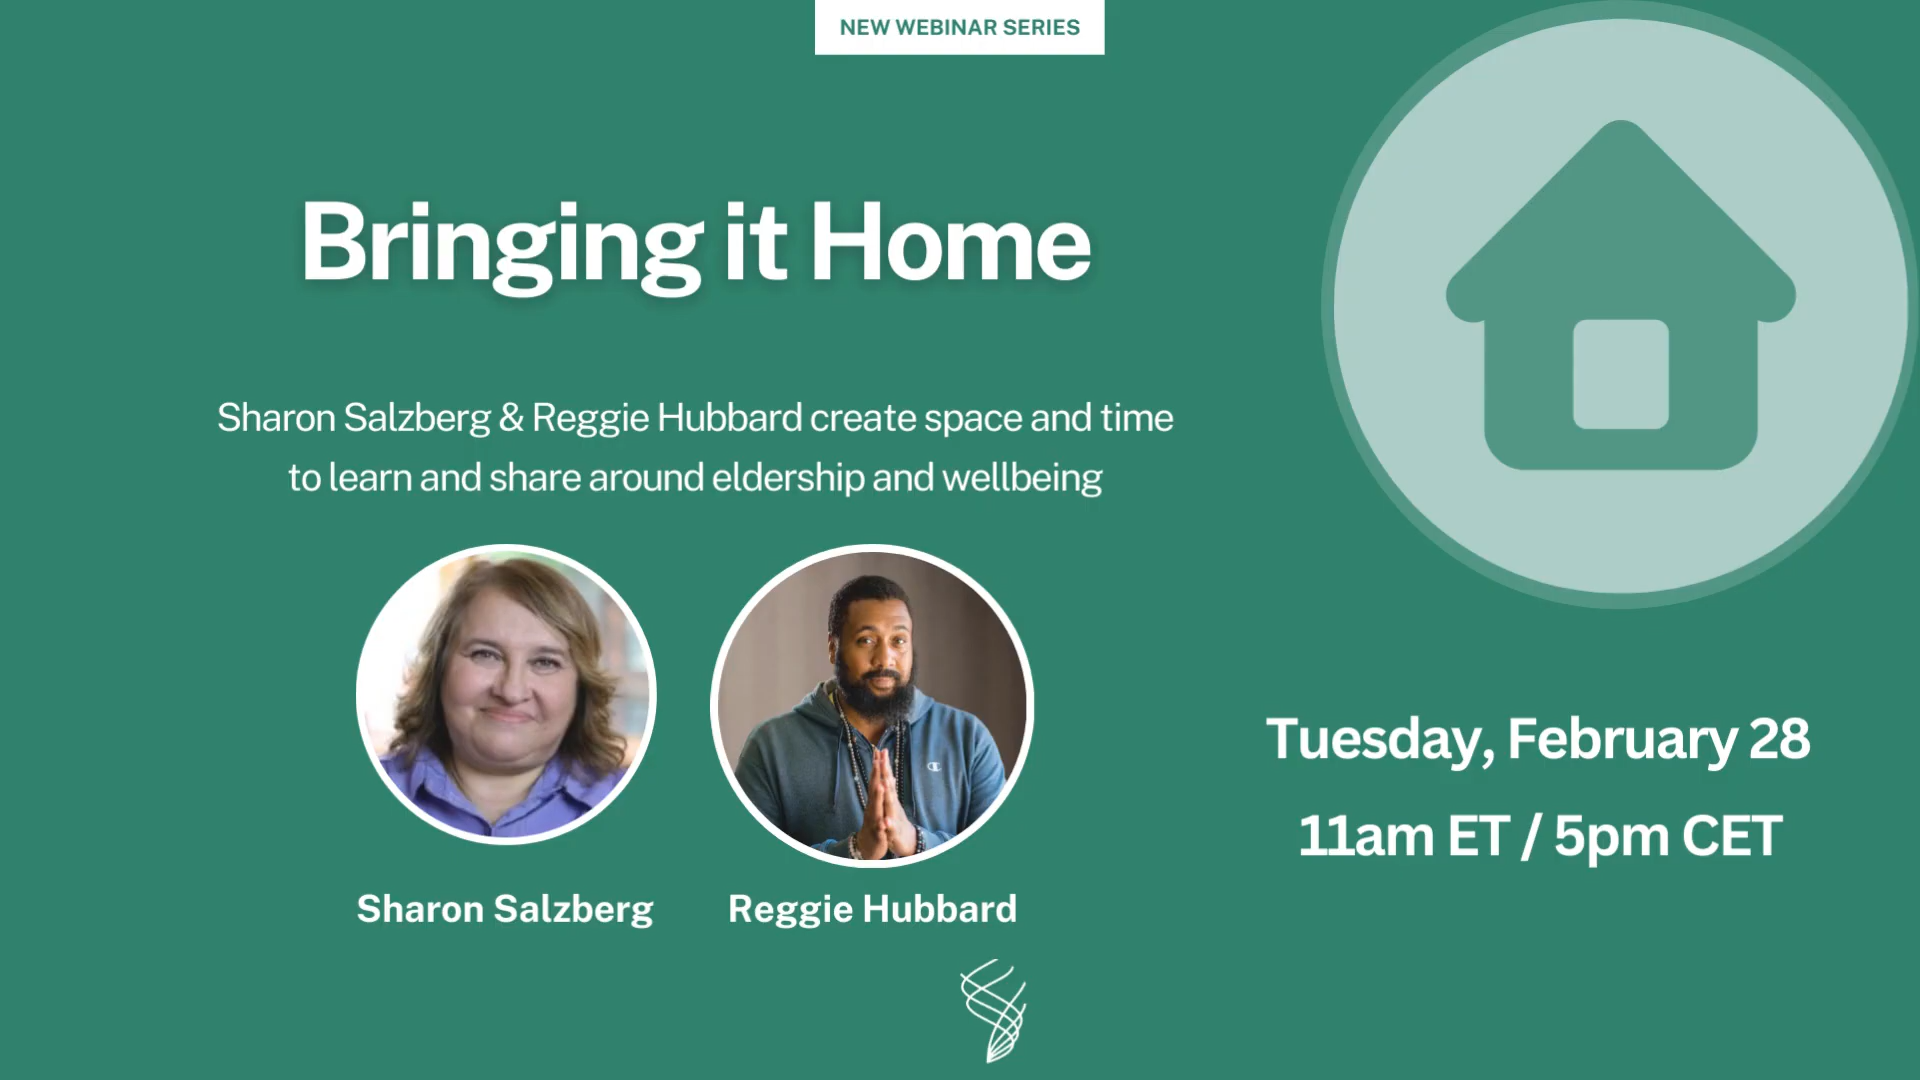 NEW WEBINAR SERIES
Bringing it Home
Sharon Salzberg & Reggie Hubbard create space and time
to learn and share around eldership and wellbeing
Sharon Salzberg
Reggie Hubbard
Tuesday, February 28
11am ET / 5pm CET